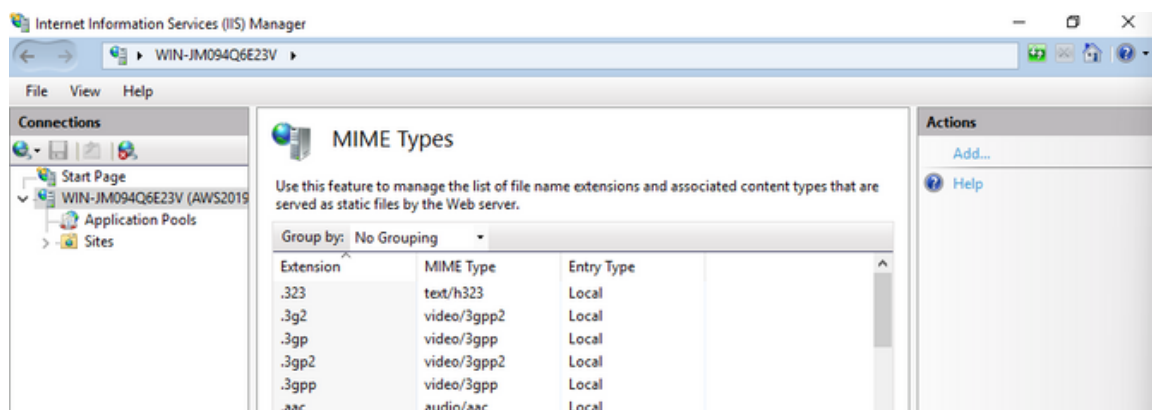 Internet Information Services (IIS) Manager
WIN-JM094Q6E23V
File View Help
Connections
Start Page
WIN-JM094Q6E23V (AWS2019
Application Pools
Sites
MIME Types
Use this feature to manage the list of file name extensions and associated content types that are
served as static files by the Web server.
Group by: No Grouping
Extension MIME Type Entry Type
.323 text/h323 Local
.3g2 video/3gpp2 Local
.3gp video/3gpp Local
.3gp2 video/3gpp2 Local
.3gpp video/3gpp Local
.aac audio/aac Local
Actions
Add...
Help